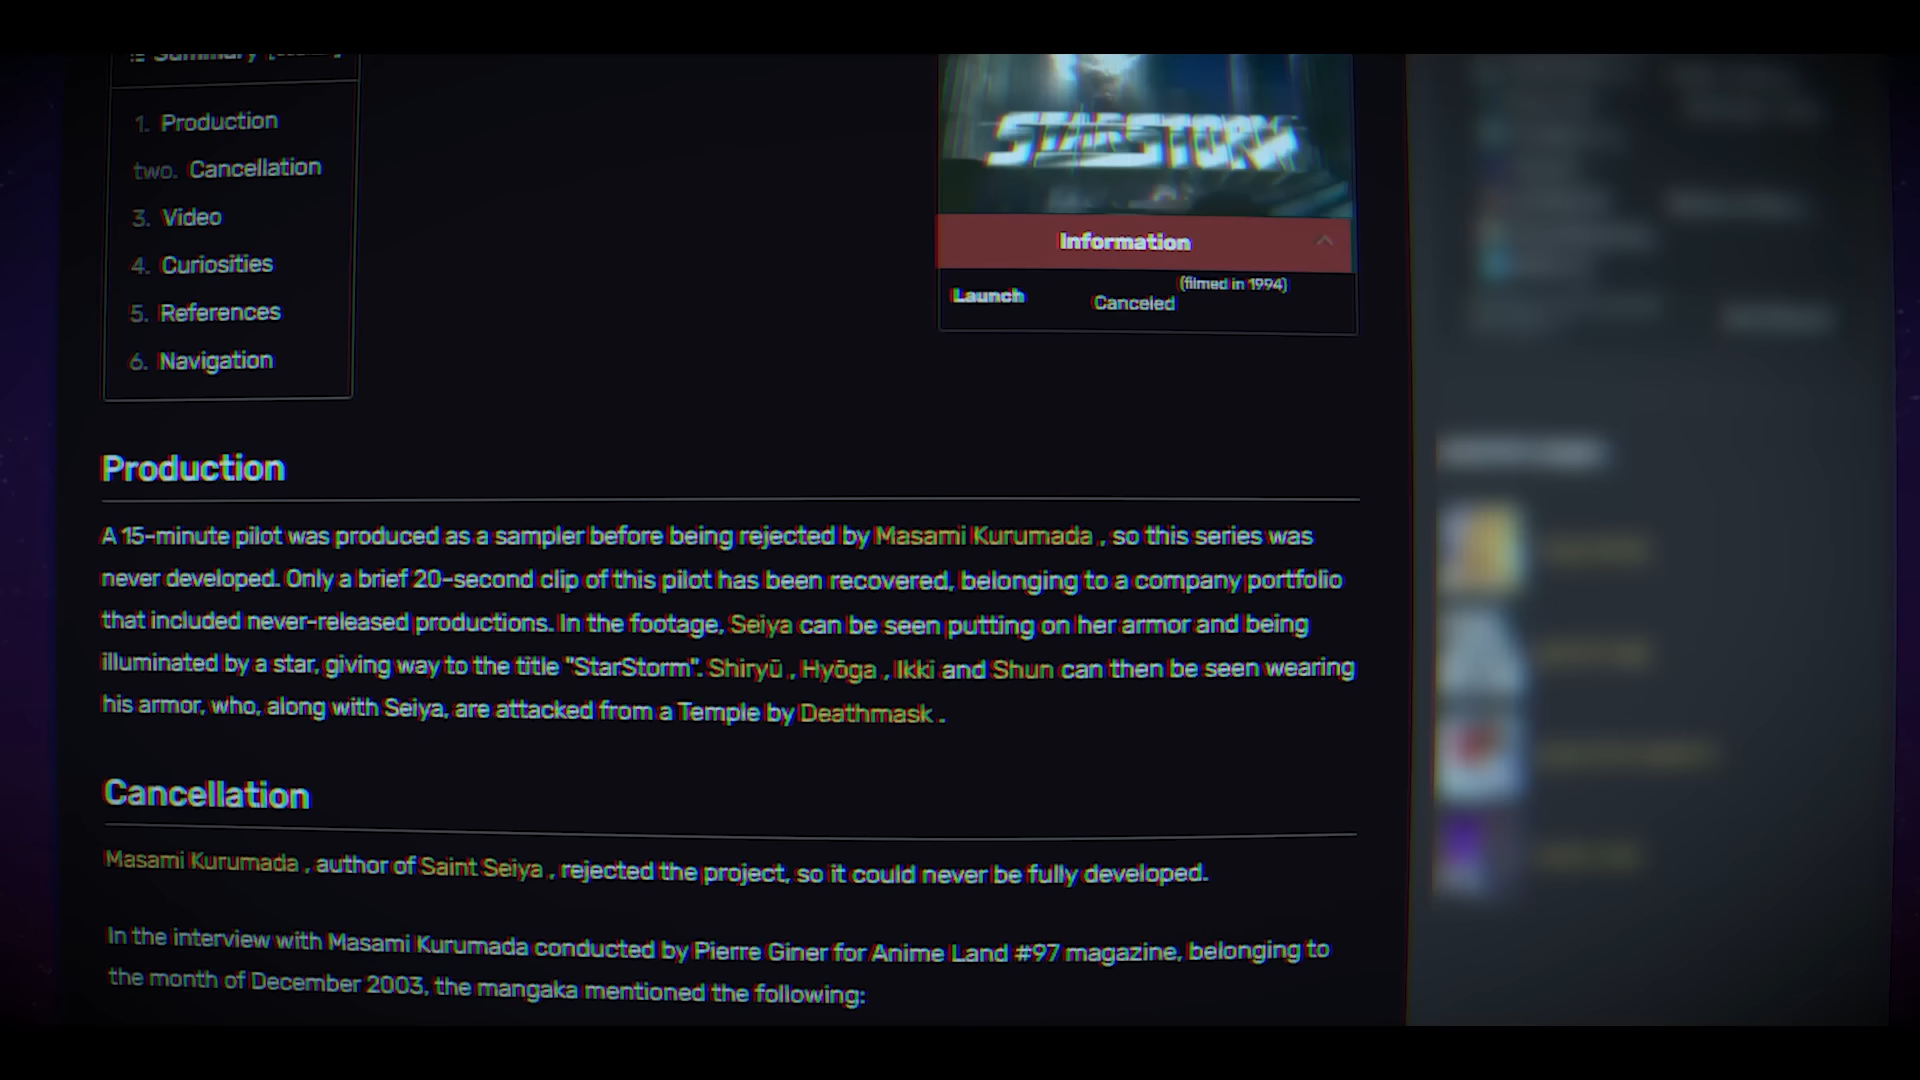 Summary
1. Production
two. Cancellation
3. Video
4. Curiosities
5. References
6. Navigation
STARSTORM
Information
Launch
Canceled (filmed in 1994)
Production
A 15-minute pilot was produced as a sampler before being rejected by Masami Kurumada , so this series was
never developed. Only a brief 20-second clip of this pilot has been recovered, belonging to a company portfolio
that included never-released productions. In the footage, Seiya can be seen putting on her armor and being
illuminated by a star, giving way to the title "StarStorm". Shiryū , Hyōga , Ikki and Shun can then be seen wearing
his armor, who, along with Seiya, are attacked from a Temple by Deathmask .
Cancellation
Masami Kurumada , author of Saint Seiya , rejected the project, so it could never be fully developed.
In the interview with Masami Kurumada conducted by Pierre Giner for Anime Land #97 magazine, belonging to
the month of December 2003, the mangaka mentioned the following: